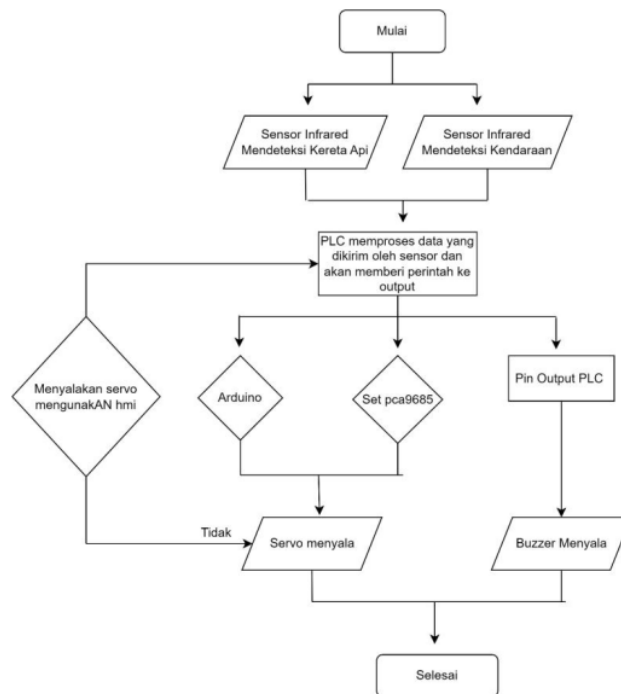 Mulai
Sensor Infrared
Mendeteksi Kereta Api
Sensor Infrared
Mendeteksi Kendaraan
PLC memproses data yang
dikirim oleh sensor dan
akan memberi perintah ke
output
Menyalakan servo
mengunakAN hmi
Arduino
Set pca9685
Pin Output PLC
Tidak
Servo menyala
Buzzer Menyala
Selesai